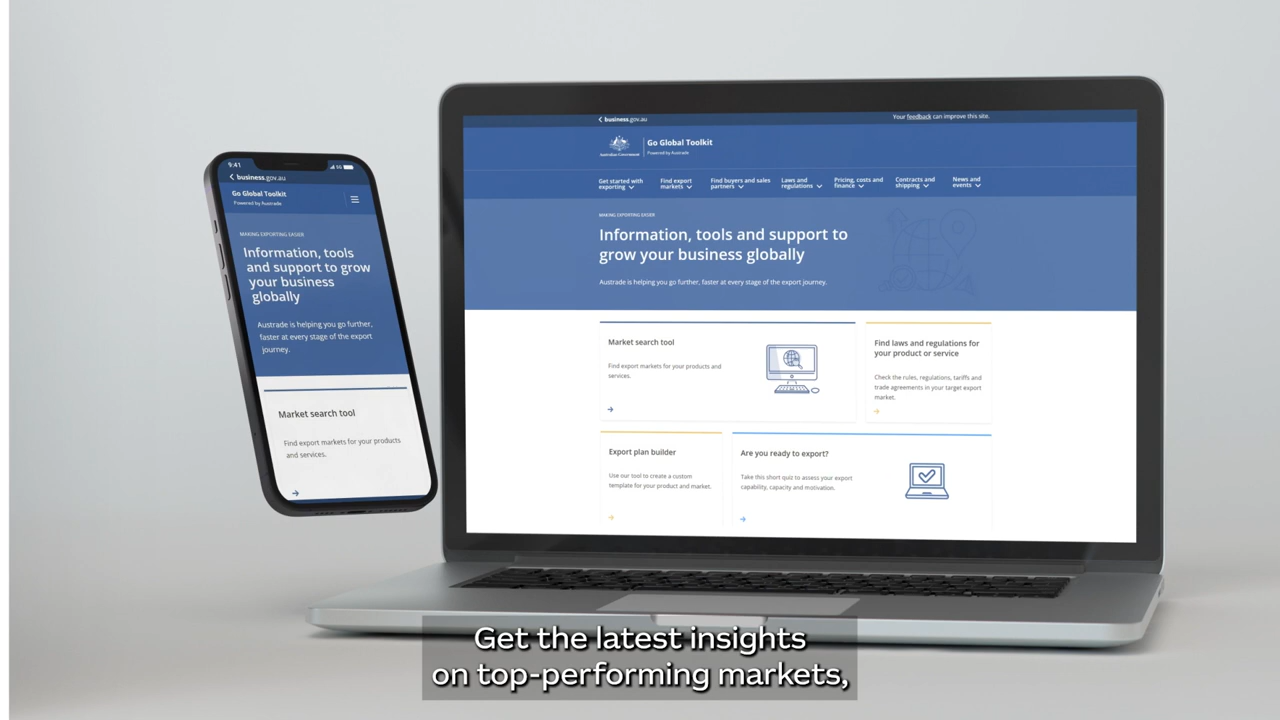 9:41
5G
business.gov.au
Go Global Toolkit
Powered by Austrade
MAKING EXPORTING EASIER
Information, tools
and support to grow
your business
globally
Austrade is helping you go further,
faster at every stage of the export
journey.
Market search tool
Find export markets for your products
and services.
business.gov.au
Your feedback can improve this site.
Australian Government
Go Global Toolkit
Powered by Austrade
Get started with
exporting
Find export
markets
Find buyers and sales
partners
Laws and
regulations
Pricing, costs and
finance
Contracts and
shipping
News and
events
MAKING EXPORTING EASIER
Information, tools and support to
grow your business globally
Austrade is helping you go further, faster at every stage of the export journey.
Market search tool
Find export markets for your products and
services.
Find laws and regulations for
your product or service
Check the rules, regulations, tariffs and
trade agreements in your target export
market.
Export plan builder
Use our tool to create a custom
template for your product and market.
Are you ready to export?
Take this short quiz to assess your export
capability, capacity and motivation.
Get the latest insights
on top-performing markets,